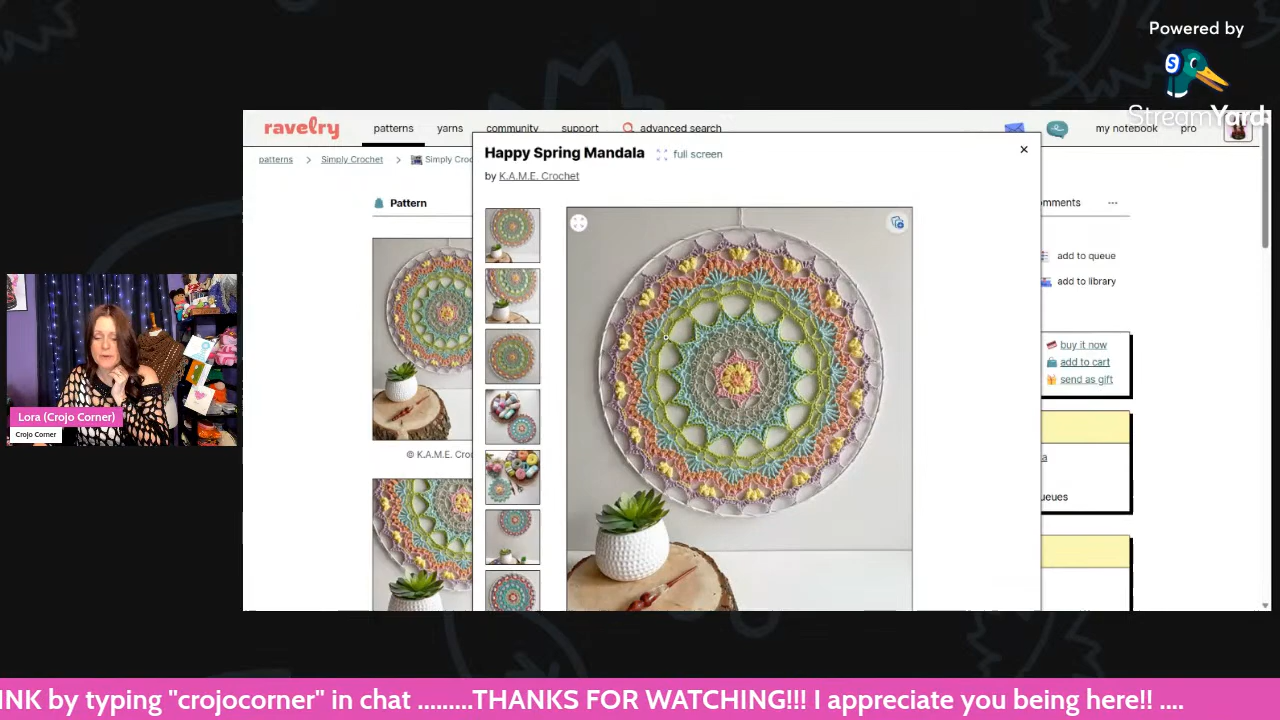 Powered by
StreamYard
ravelry
patterns yarns community support advanced search my notebook pro
patterns > Simply Crochet > Simply Croc
Happy Spring Mandala full screen
by K.A.M.E. Crochet
Pattern
© K.A.M.E. Croc
omments ...
add to queue
add to library
buy it now
add to cart
send as gift
a
ueues
Lora (Crojo Corner)
Crojo Corner
INK by typing "crojocorner" in chat .........THANKS FOR WATCHING!!! I appreciate you being here!! ....